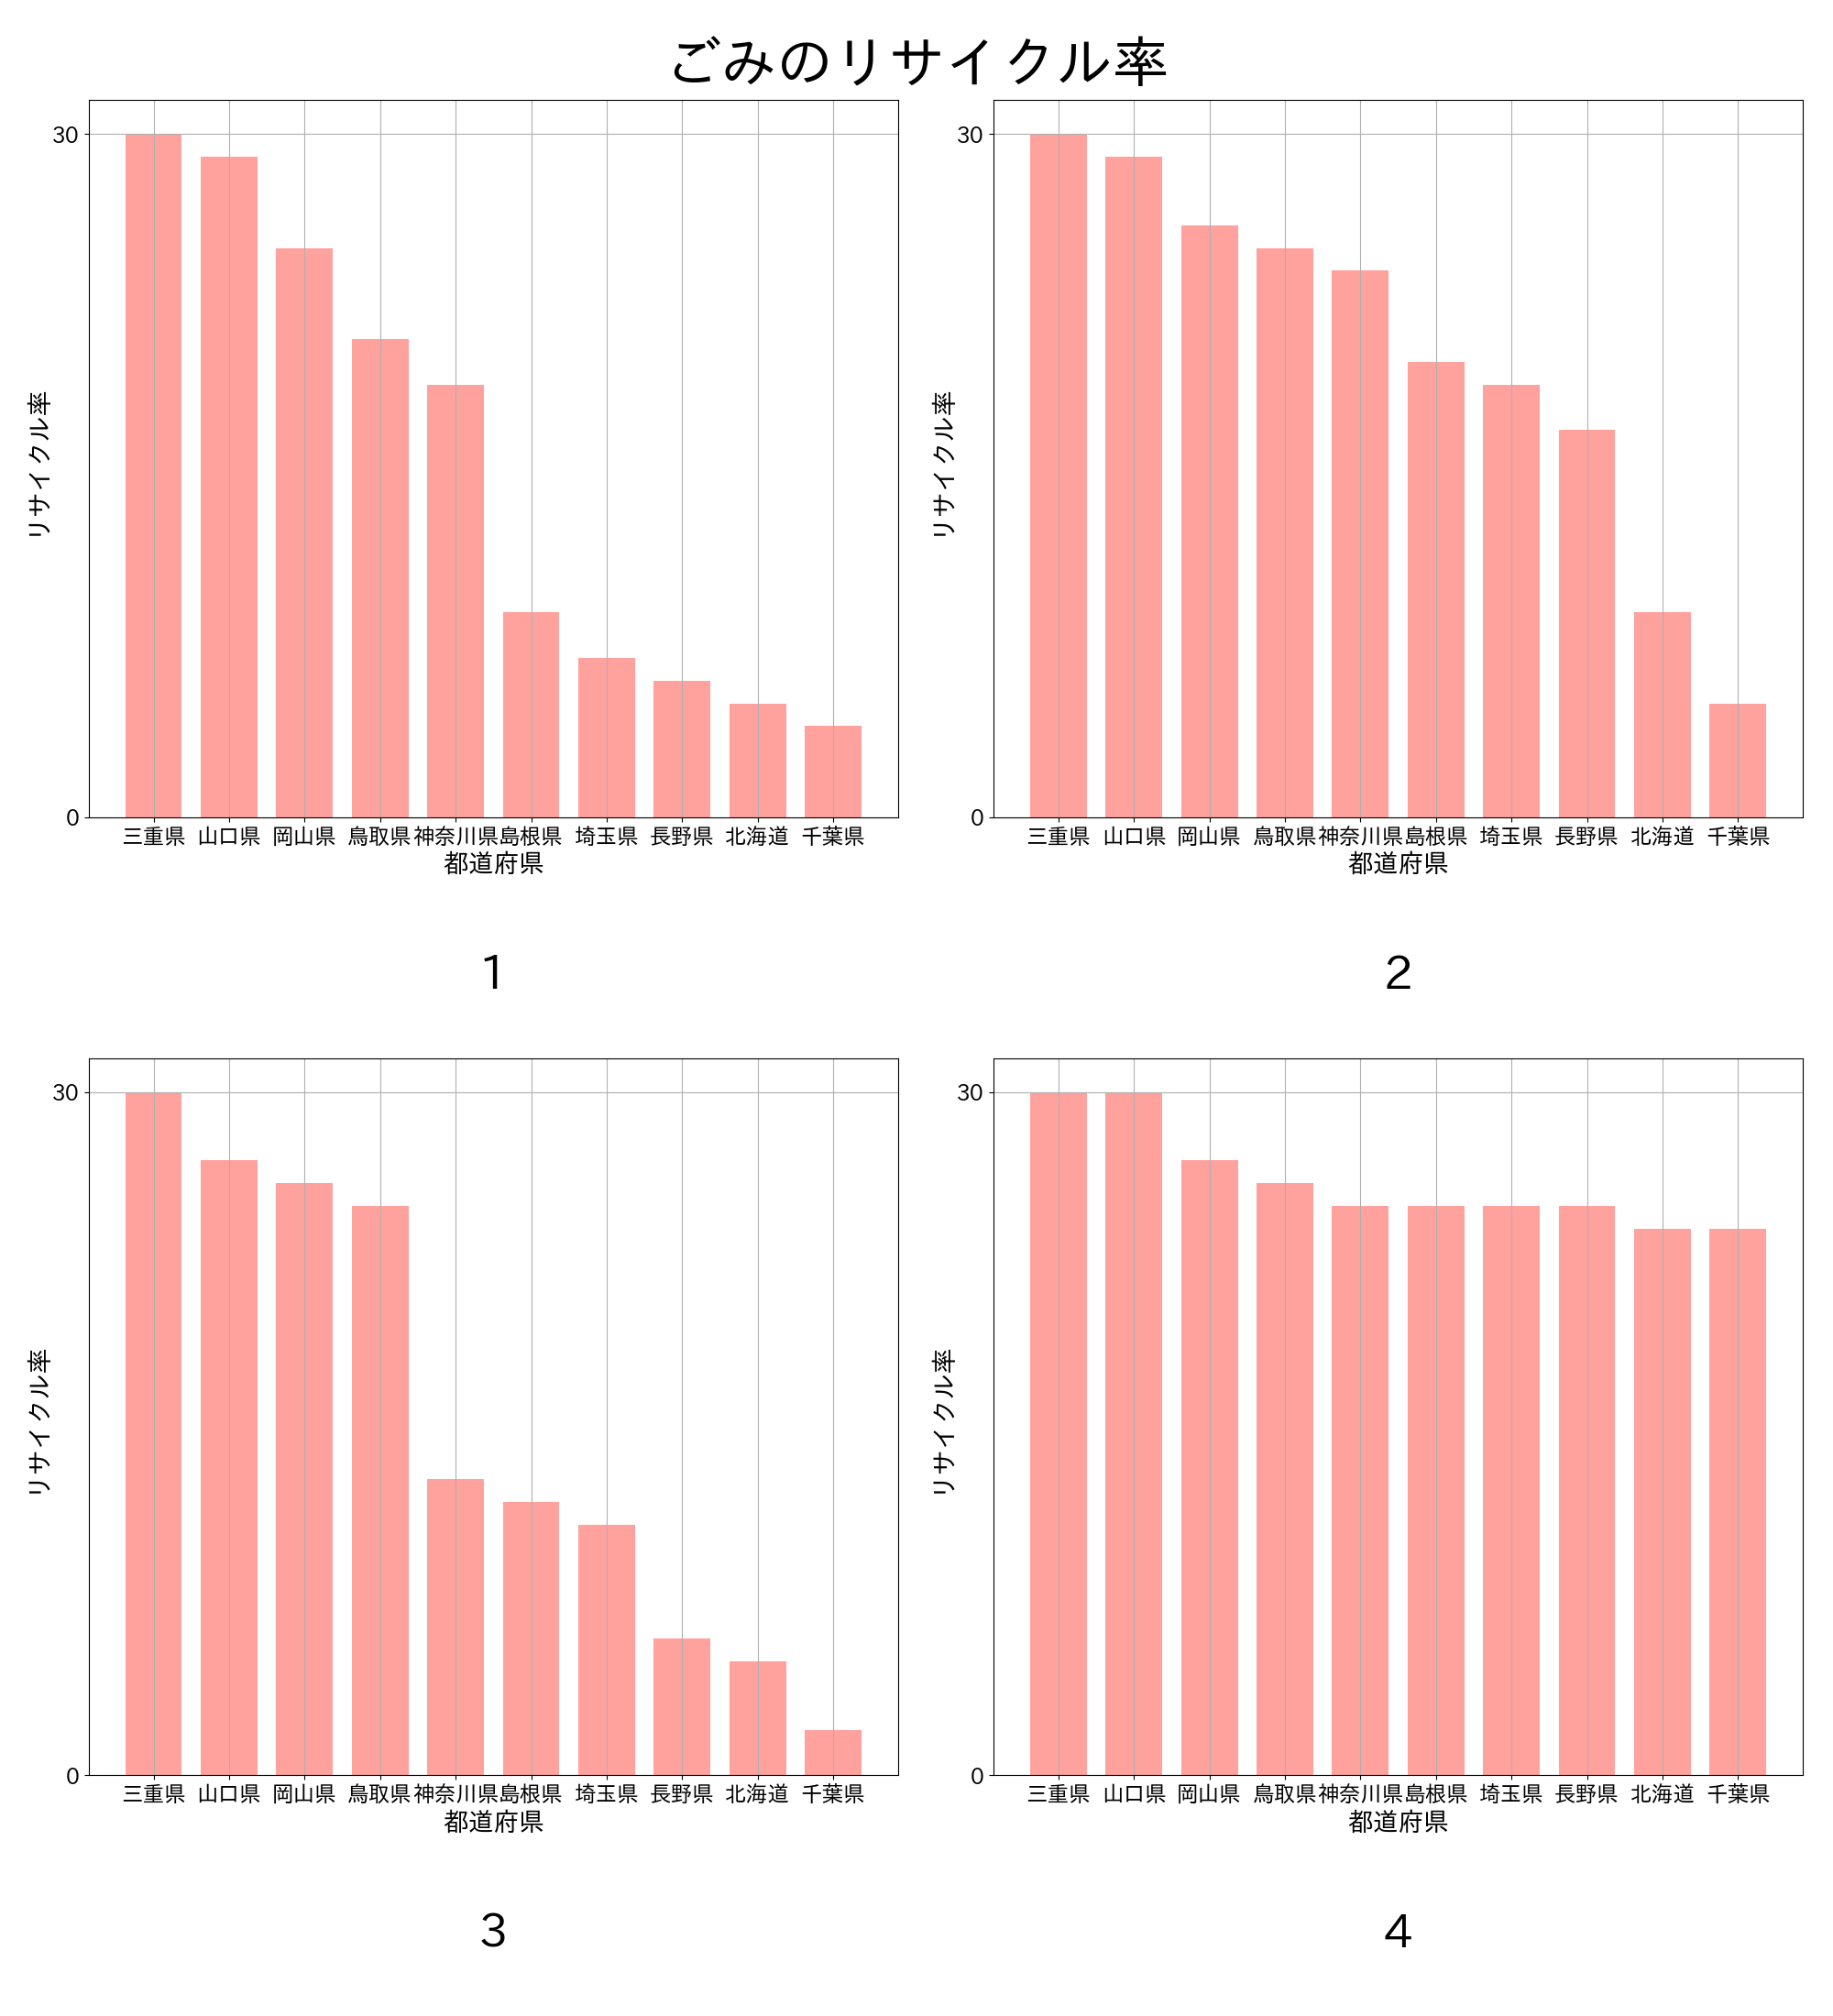 ごみのリサイクル率
30
0
リサイクル率
三重県 山口県 岡山県 鳥取県 神奈川県 島根県 埼玉県 長野県 北海道 千葉県
都道府県
1
30
0
リサイクル率
三重県 山口県 岡山県 鳥取県 神奈川県 島根県 埼玉県 長野県 北海道 千葉県
都道府県
2
30
0
リサイクル率
三重県 山口県 岡山県 鳥取県 神奈川県 島根県 埼玉県 長野県 北海道 千葉県
都道府県
3
30
0
リサイクル率
三重県 山口県 岡山県 鳥取県 神奈川県 島根県 埼玉県 長野県 北海道 千葉県
都道府県
4